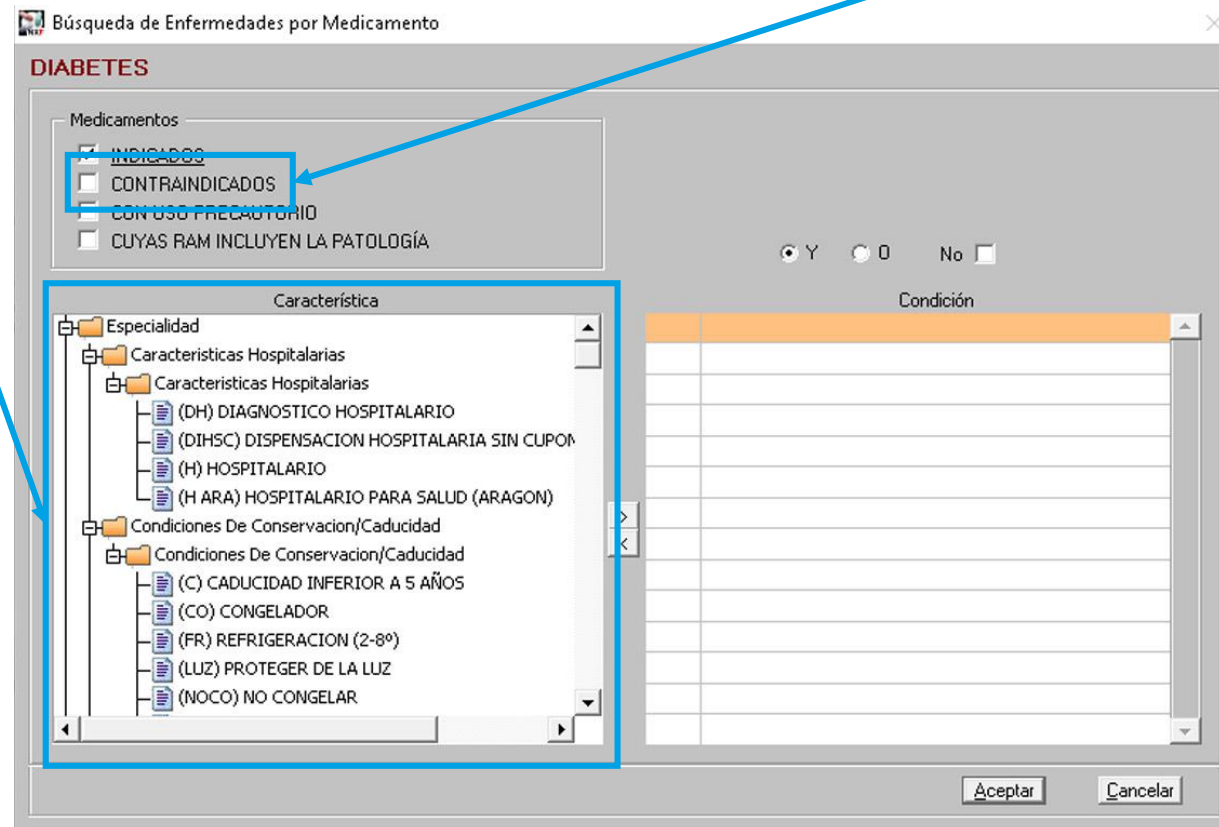 Búsqueda de Enfermedades por Medicamento
DIABETES
Medicamentos
INDICADOS
CONTRAINDICADOS
CON USO PRECAUTORIO
CUYAS RAM INCLUYEN LA PATOLOGÍA
Y O No
Característica
Especialidad
Caracteristicas Hospitalarias
Caracteristicas Hospitalarias
(DH) DIAGNOSTICO HOSPITALARIO
(DIHSC) DISPENSACION HOSPITALARIA SIN CUPON
(H) HOSPITALARIO
(H ARA) HOSPITALARIO PARA SALUD (ARAGON)
Condiciones De Conservacion/Caducidad
Condiciones De Conservacion/Caducidad
(C) CADUCIDAD INFERIOR A 5 AÑOS
(CO) CONGELADOR
(FR) REFRIGERACION (2-8º)
(LUZ) PROTEGER DE LA LUZ
(NOCO) NO CONGELAR
>
<
Condición
Aceptar Cancelar